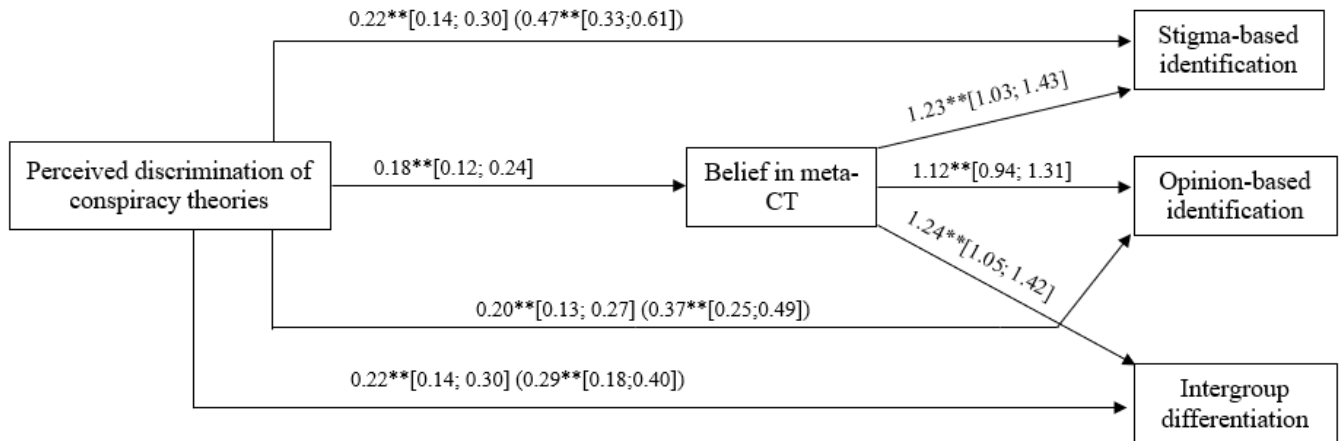 0.22**[0.14; 0.30] (0.47**[0.33;0.61])
Stigma-based
identification
1.23**[1.03; 1.43]
Perceived discrimination of
conspiracy theories
0.18**[0.12; 0.24]
Belief in meta-
CT
1.12**[0.94; 1.31]
Opinion-based
identification
1.24**[1.05; 1.42]
0.20**[0.13; 0.27] (0.37**[0.25;0.49])
0.22**[0.14; 0.30] (0.29**[0.18;0.40])
Intergroup
differentiation